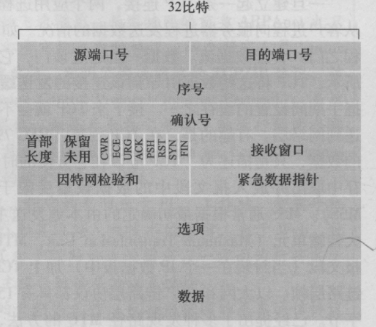 32比特
源端口号 目的端口号
序号
确认号
首部长度 保留未用 CWR ECE URG ACK PSH RST SYN FIN 接收窗口
因特网检验和 紧急数据指针
选项
数据